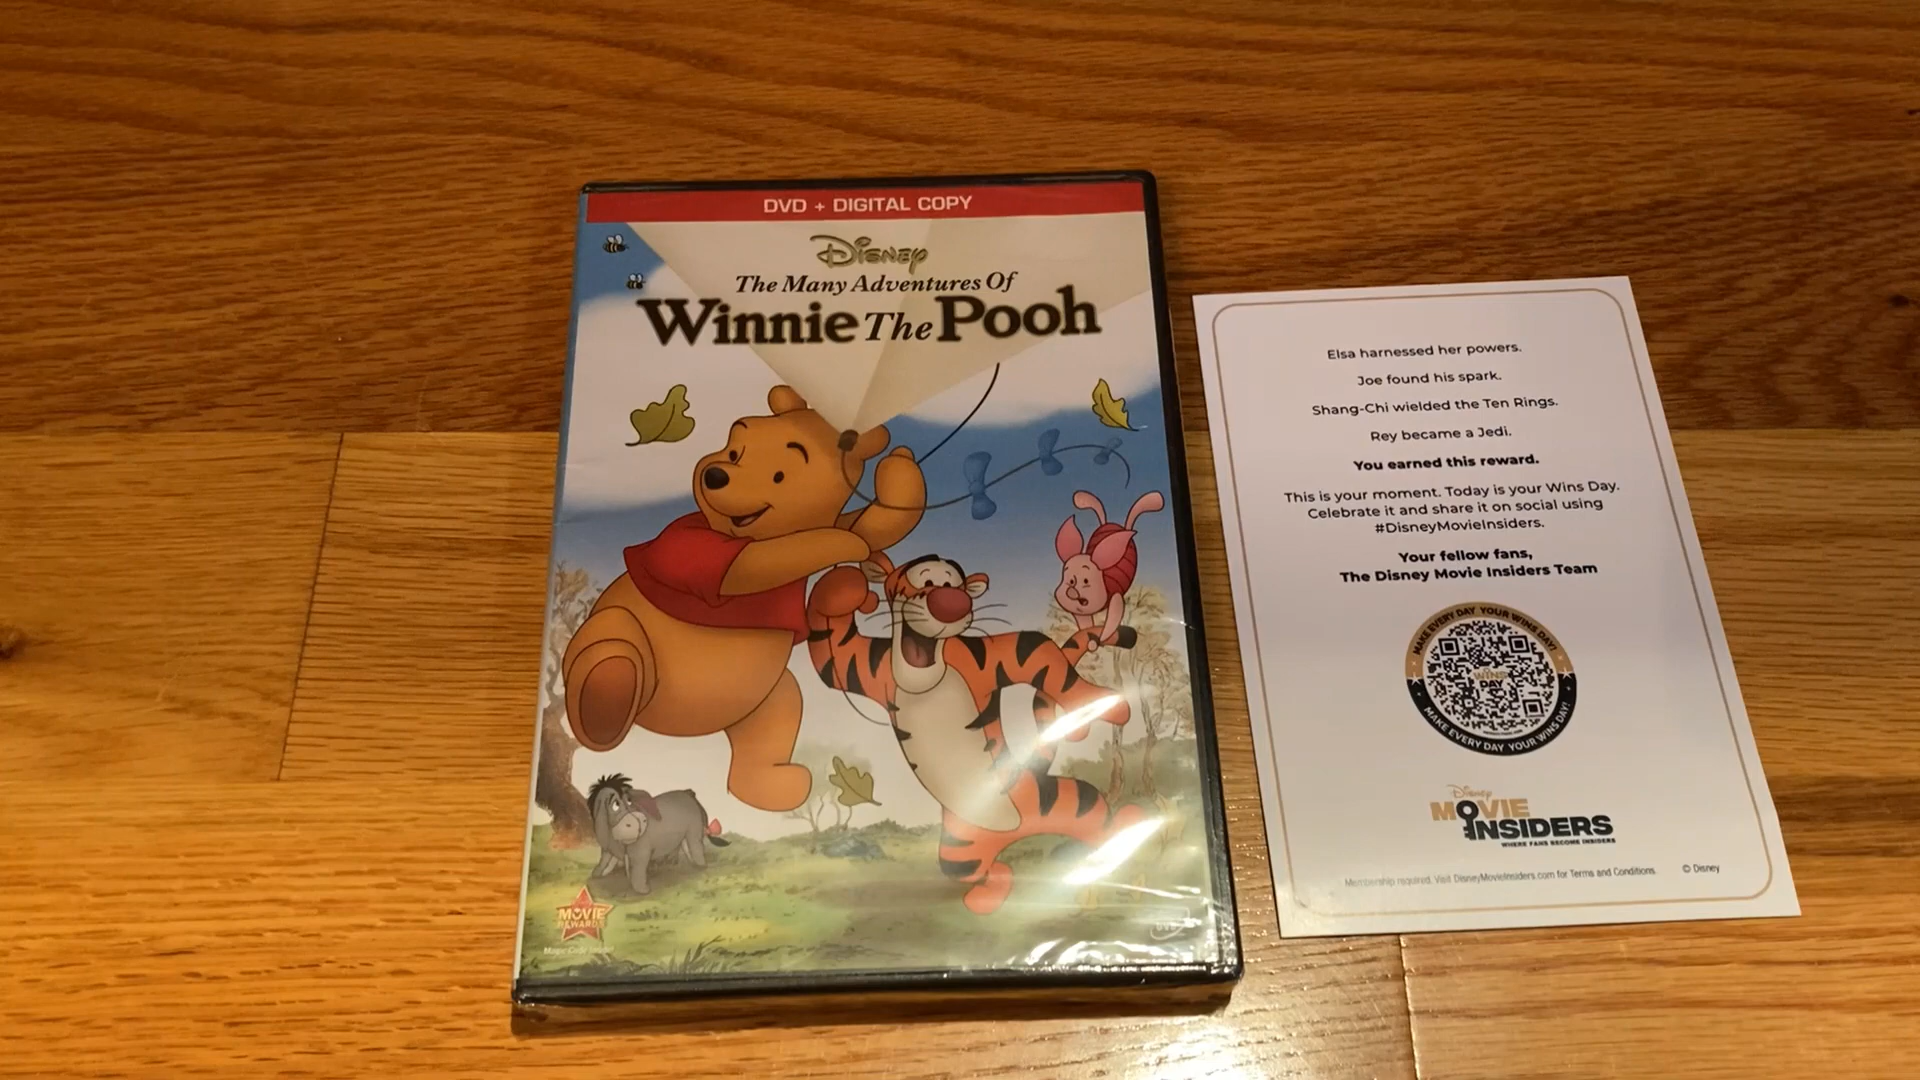 DVD + DIGITAL COPY
Disney
The Many Adventures Of
Winnie The Pooh
MOVIE
REWARDS
Magic Code Inside!
DVD
Elsa harnessed her powers.
Joe found his spark.
Shang-Chi wielded the Ten Rings.
Rey became a Jedi.
You earned this reward.
This is your moment. Today is your Wins Day.
Celebrate it and share it on social using
#DisneyMovieInsiders.
Your fellow fans,
The Disney Movie Insiders Team
MAKE EVERY DAY YOUR WINS DAY!
WINS
DAY
MAKE EVERY DAY YOUR WINS DAY!
Disney
MOVIE
INSIDERS
WHERE FANS BECOME INSIDERS
Membership required. Visit DisneyMovieInsiders.com for Terms and Conditions. © Disney